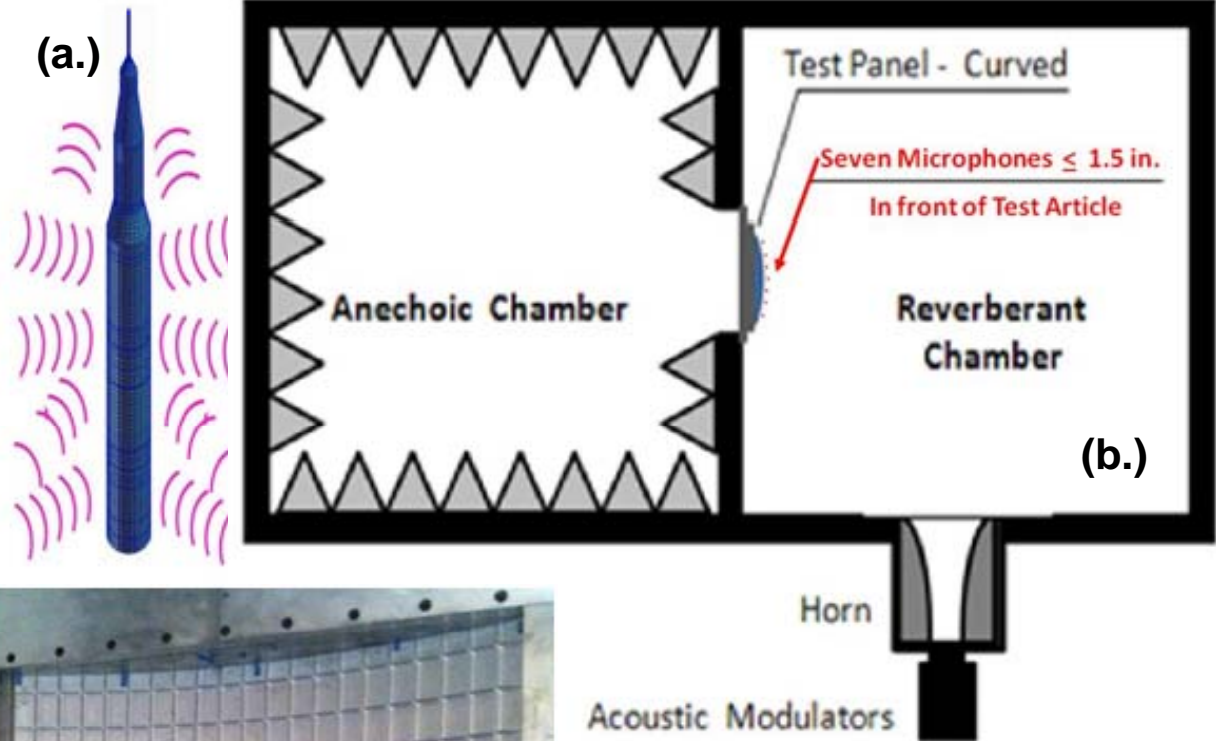 (a.)
Test Panel - Curved
Seven Microphones ≤ 1.5 in.
In front of Test Article
Anechoic Chamber
Reverberant
Chamber
(b.)
Horn
Acoustic Modulators